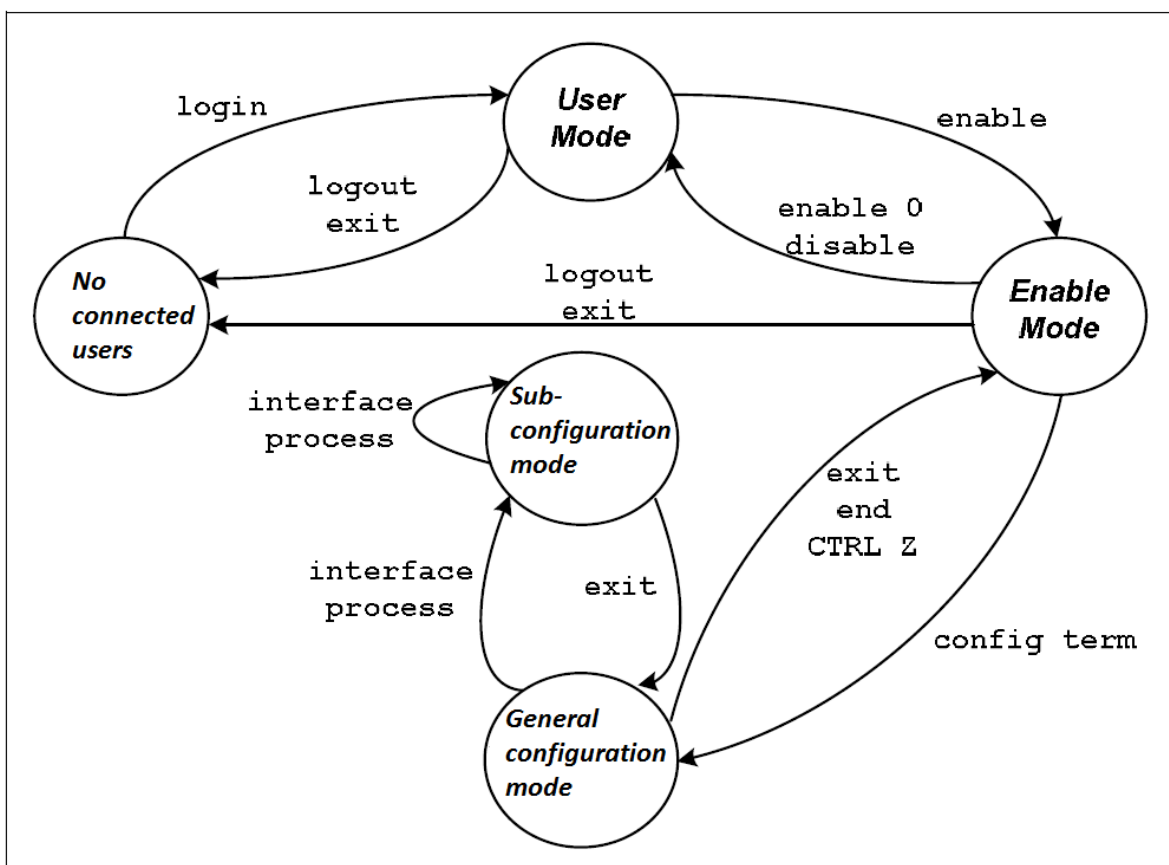 User
Mode
login
enable
logout
exit
enable 0
disable
No
connected
users
logout
exit
Enable
Mode
Sub-
configuration
mode
interface
process
exit
end
CTRL Z
interface
process
exit
config term
General
configuration
mode